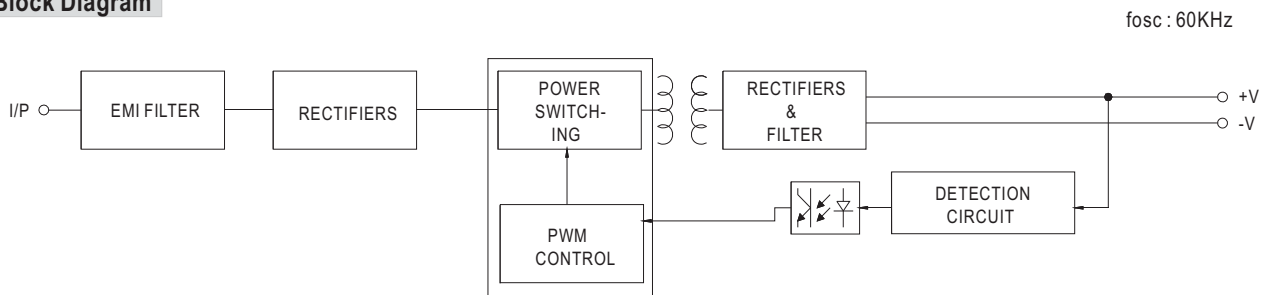 Block Diagram
fosc : 60KHz
I/P
EMI FILTER
RECTIFIERS
POWER
SWITCH-
ING
RECTIFIERS
&
FILTER
+V
-V
DETECTION
CIRCUIT
PWM
CONTROL